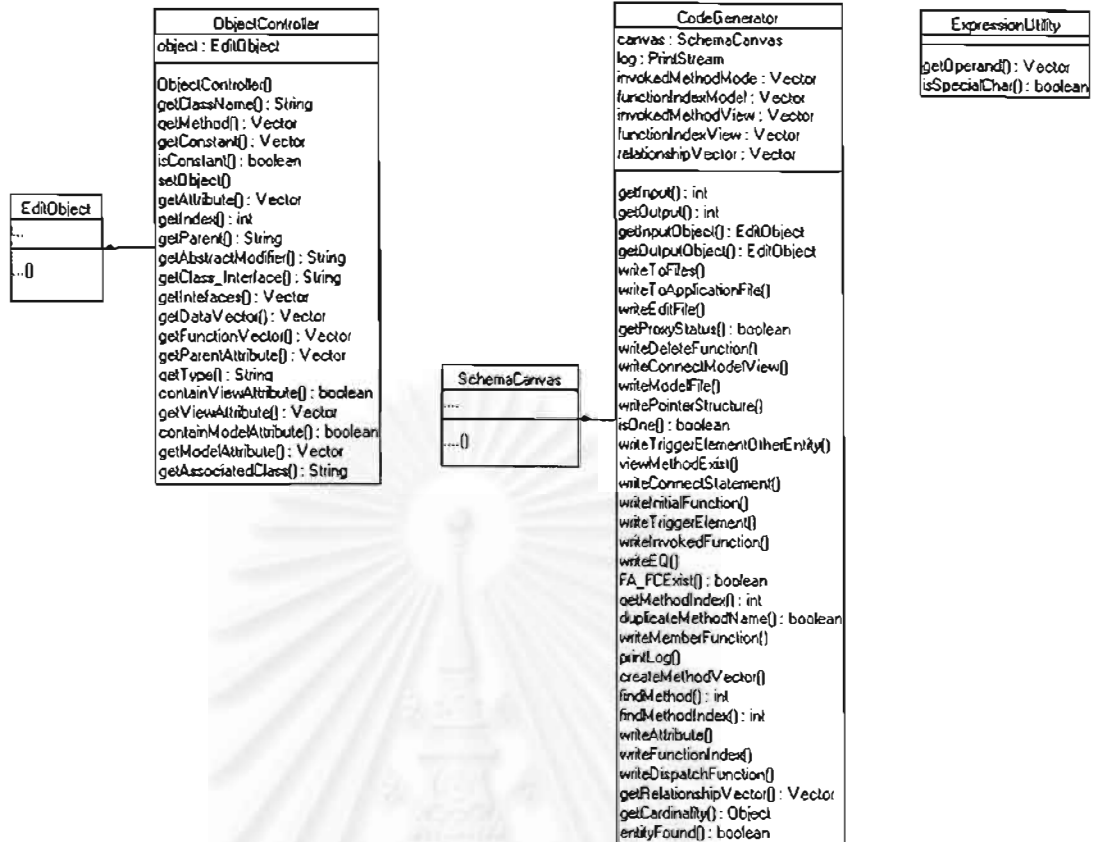 ObjectController
object : EditObject
ObjectController()
getClassName() : String
getMethod() : Vector
getConstant() : Vector
isConstant() : boolean
setObject()
getAttribute() : Vector
getIndex() : int
getParent() : String
getAbstractModifier() : String
getClass_Interface() : String
getIntefaces() : Vector
getDataVector() : Vector
getFunctionVector() : Vector
getParentAttribute() : Vector
getType() : String
containViewAttribute() : boolean
getViewAttribute() : Vector
containModelAttribute() : boolean
getModelAttribute() : Vector
getAssociatedClass() : String
EditObject
...
...()
SchemaCanvas
....
....()
CodeGenerator
canvas : SchemaCanvas
log : PrintStream
invokedMethodMode : Vector
functionIndexModel : Vector
invokedMethodView : Vector
functionIndexView : Vector
relationshipVector : Vector
getInput() : int
getOutput() : int
getInputObject() : EditObject
getOutputObject() : EditObject
writeToFiles()
writeToApplicationFile()
writeEditFile()
getProxyStatus() : boolean
writeDeleteFunction()
writeConnectModelView()
writeModelFile()
writePointerStructure()
isOne() : boolean
writeTriggerElementOtherEntity()
viewMethodExist()
writeConnectStatement()
writeInitialFunction()
writeTriggerElement()
writeInvokedFunction()
writeEQ()
FA_FCExist() : boolean
getMethodIndex() : int
duplicateMethodName() : boolean
writeMemberFunction()
printLog()
createMethodVector()
findMethod() : int
findMethodIndex() : int
writeAttribute()
writeFunctionIndex()
writeDispatchFunction()
getRelationshipVector() : Vector
getCardinality() : Object
entityFound() : boolean
ExpressionUtility
getOperand() : Vector
isSpecialChar() : boolean